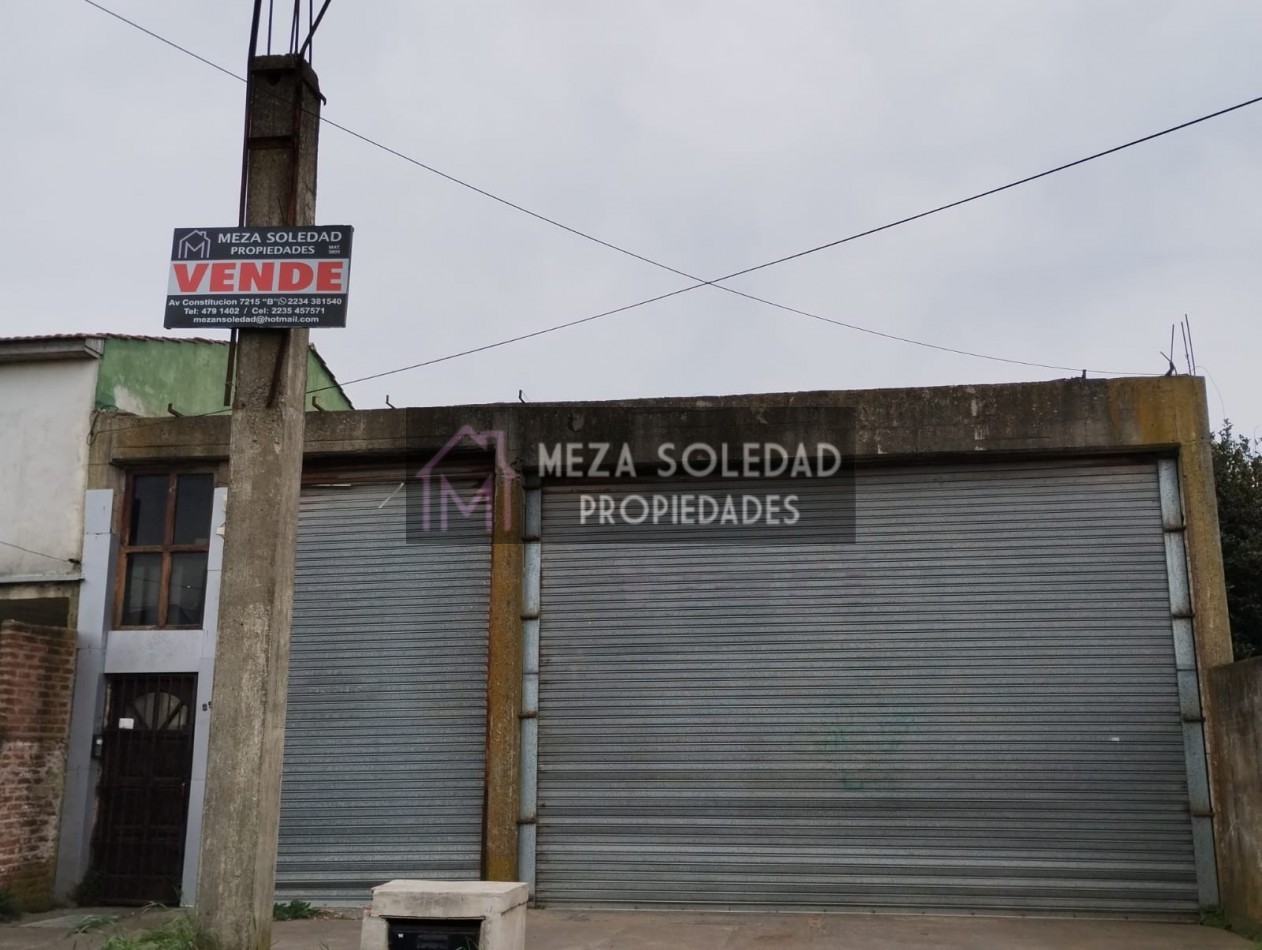 MEZA SOLEDAD
PROPIEDADES
VENDE
Av Constitucion 7215 "B" 2234 381540
Tel: 479 1402 / Cel: 2235 457571
mezansoledad@hotmail.com
MEZA SOLEDAD
PROPIEDADES